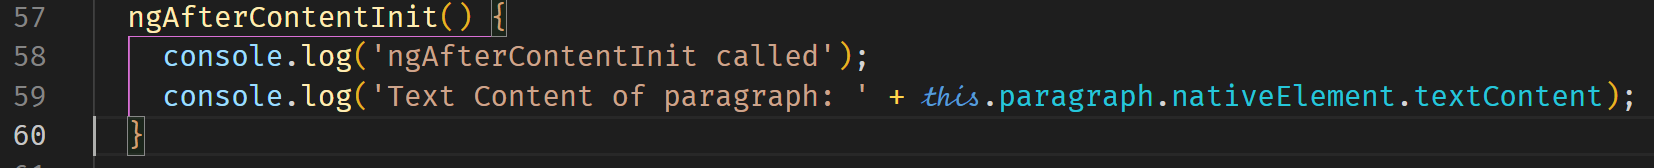 57 ngAfterContentInit() {
58 console.log('ngAfterContentInit called');
59 console.log('Text Content of paragraph: ' + this.paragraph.nativeElement.textContent);
60 }